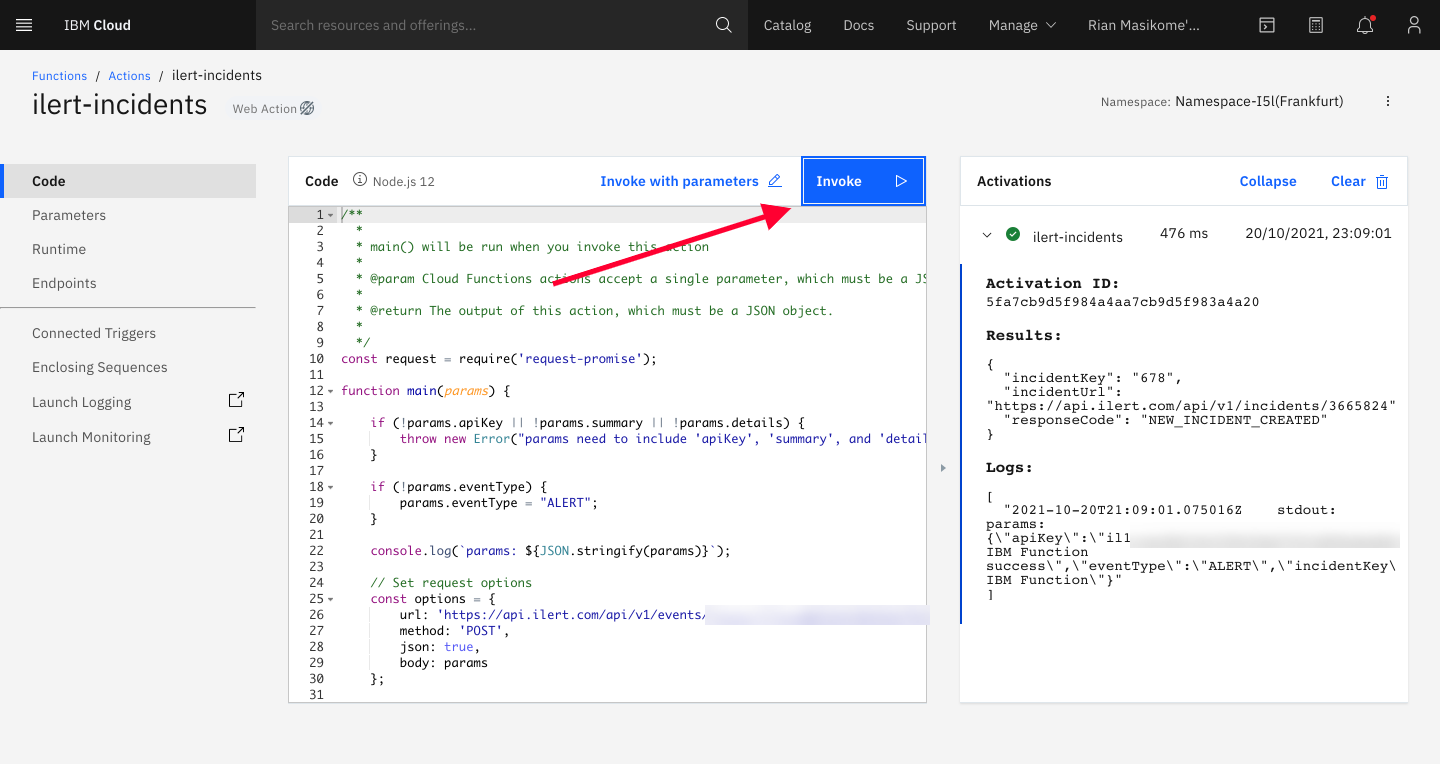 IBM Cloud
Search resources and offerings...
Catalog
Docs
Support
Manage
Rian Masikome'...
Functions / Actions / ilert-incidents
ilert-incidents
Web Action
Namespace: Namespace-I5l(Frankfurt)
Code
Parameters
Runtime
Endpoints
Connected Triggers
Enclosing Sequences
Launch Logging
Launch Monitoring
Code
Node.js 12
Invoke with parameters
Invoke
1 /**
2 *
3 * main() will be run when you invoke this action
4 *
5 * @param Cloud Functions actions accept a single parameter, which must be a JS
6 *
7 * @return The output of this action, which must be a JSON object.
8 *
9 */
10 const request = require('request-promise');
11
12 function main(params) {
13
14 if (!params.apiKey || !params.summary || !params.details) {
15 throw new Error("params need to include 'apiKey', 'summary', and 'detail
16 }
17
18 if (!params.eventType) {
19 params.eventType = "ALERT";
20 }
21
22 console.log(`params: ${JSON.stringify(params)}`);
23
24 // Set request options
25 const options = {
26 url: 'https://api.ilert.com/api/v1/events/
27 method: 'POST',
28 json: true,
29 body: params
30 };
31
Activations
Collapse
Clear
ilert-incidents
476 ms
20/10/2021, 23:09:01
Activation ID:
5fa7cb9d5f984a4aa7cb9d5f983a4a20
Results:
{
"incidentKey": "678",
"incidentUrl":
"https://api.ilert.com/api/v1/incidents/3665824"
"responseCode": "NEW_INCIDENT_CREATED"
}
Logs:
[
"2021-10-20T21:09:01.075016Z stdout:
params:
{\"apiKey\":\"il1
IBM Function
success\",\"eventType\":\"ALERT\",\"incidentKey\
IBM Function\"}"
]